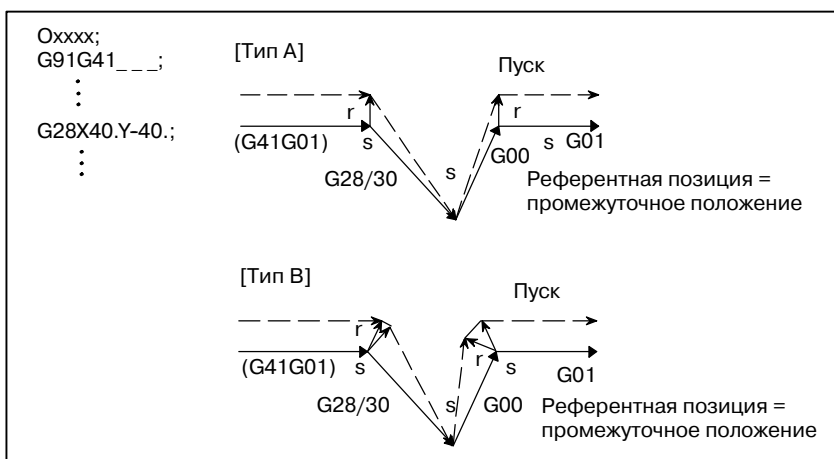 Oxxxx;
G91G41_ _ _;
G28X40.Y-40.;
[Тип A]
Пуск
r
r
(G41G01)
s
G28/30
s
G00
s
G01
Референтная позиция =
промежуточное положение
[Тип B]
Пуск
r
r
(G41G01)
s
s
G01
G28/30
s
G00
Референтная позиция =
промежуточное положение